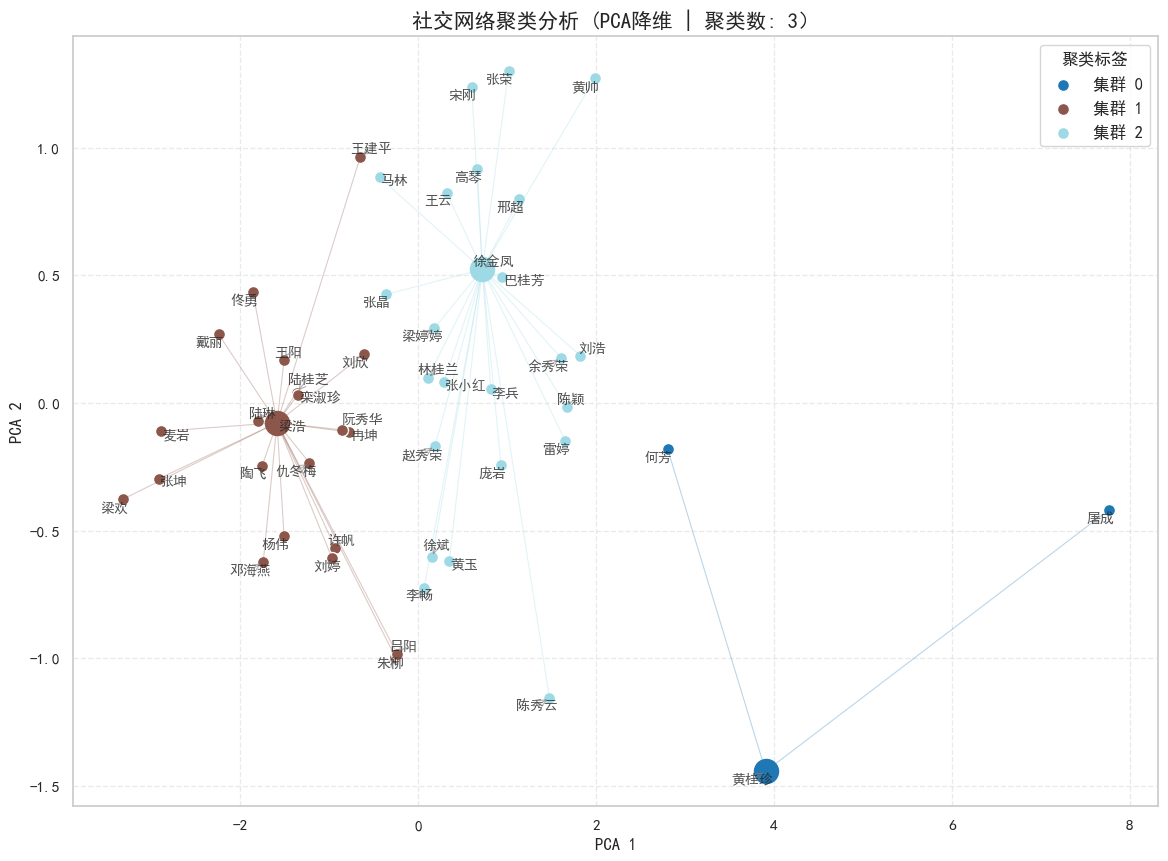 社交网络聚类分析 (PCA降维 | 聚类数: 3)
聚类标签
集群 0
集群 1
集群 2
张荣
宋刚
黄帅
王建平
马林
高琴
王云
邢超
徐金凤
巴桂芳
张晶
佟勇
戴丽
王阳
刘欣
梁婷婷
刘浩
余秀荣
林桂兰
张小红
李兵
陆桂芝
栾淑珍
陈颖
陆琳
梁浩
阮秀华
冉坤
麦岩
雷婷
赵秀荣
庞岩
何芳
陶飞
仇冬梅
张坤
梁欢
屠成
杨伟
许帆
刘婷
邓海燕
徐斌
黄玉
李畅
吕阳
朱柳
陈秀云
黄桂珍
1.0
0.5
0.0
-0.5
-1.0
-1.5
PCA 2
-2
0
2
4
6
8
PCA 1